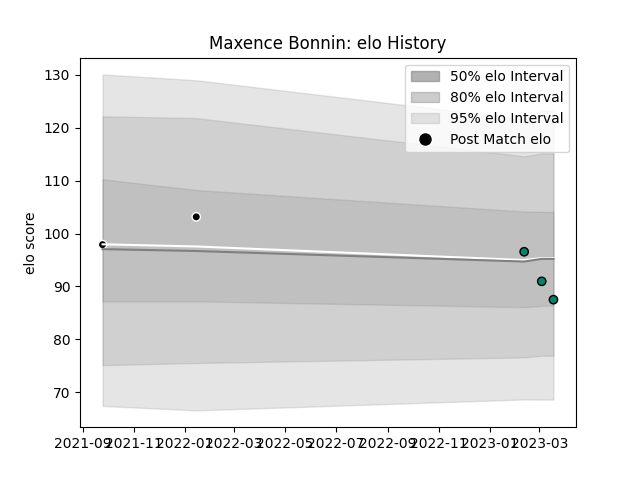 Maxence Bonnin: elo History
50% elo Interval
80% elo Interval
95% elo Interval
Post Match elo
elo score
130
120
110
100
90
80
70
2021-09 2021-11 2022-01 2022-03 2022-05 2022-07 2022-09 2022-11 2023-01 2023-03